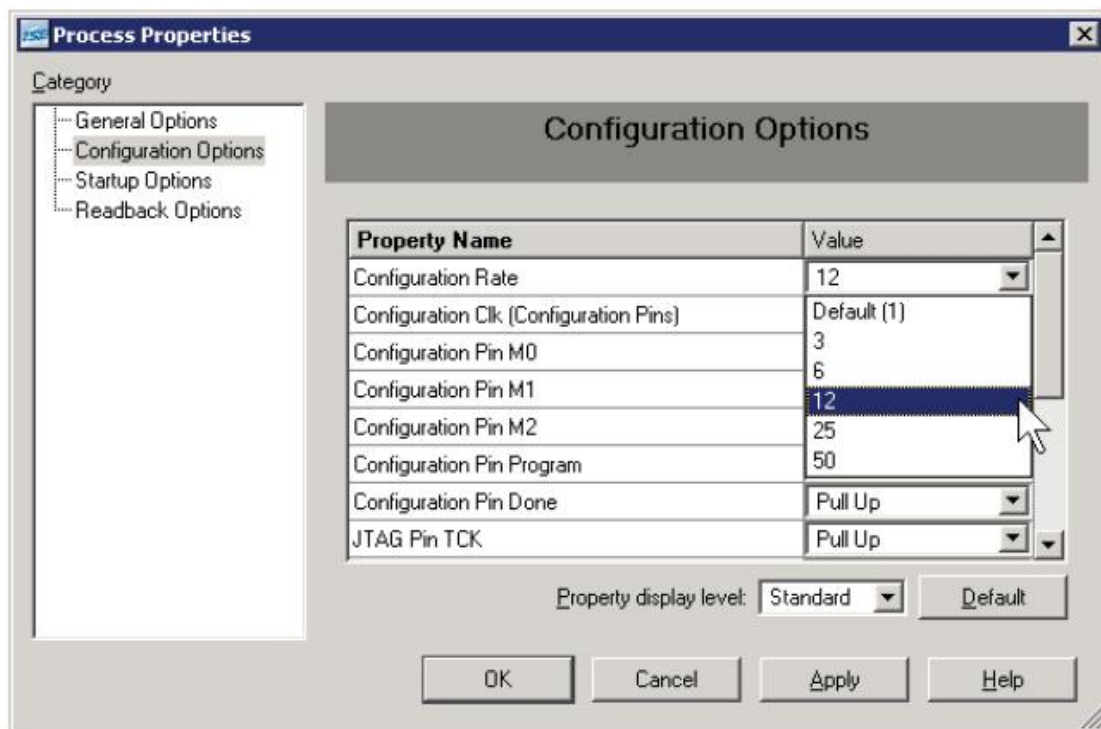 ISE Process Properties
Category
General Options
Configuration Options
Startup Options
Readback Options
Configuration Options
Property Name Value
Configuration Rate 12
Configuration Clk (Configuration Pins) Default (1)
Configuration Pin M0 3
6
Configuration Pin M1 12
Configuration Pin M2 25
Configuration Pin Program 50
Configuration Pin Done Pull Up
JTAG Pin TCK Pull Up
Property display level: Standard Default
OK Cancel Apply Help